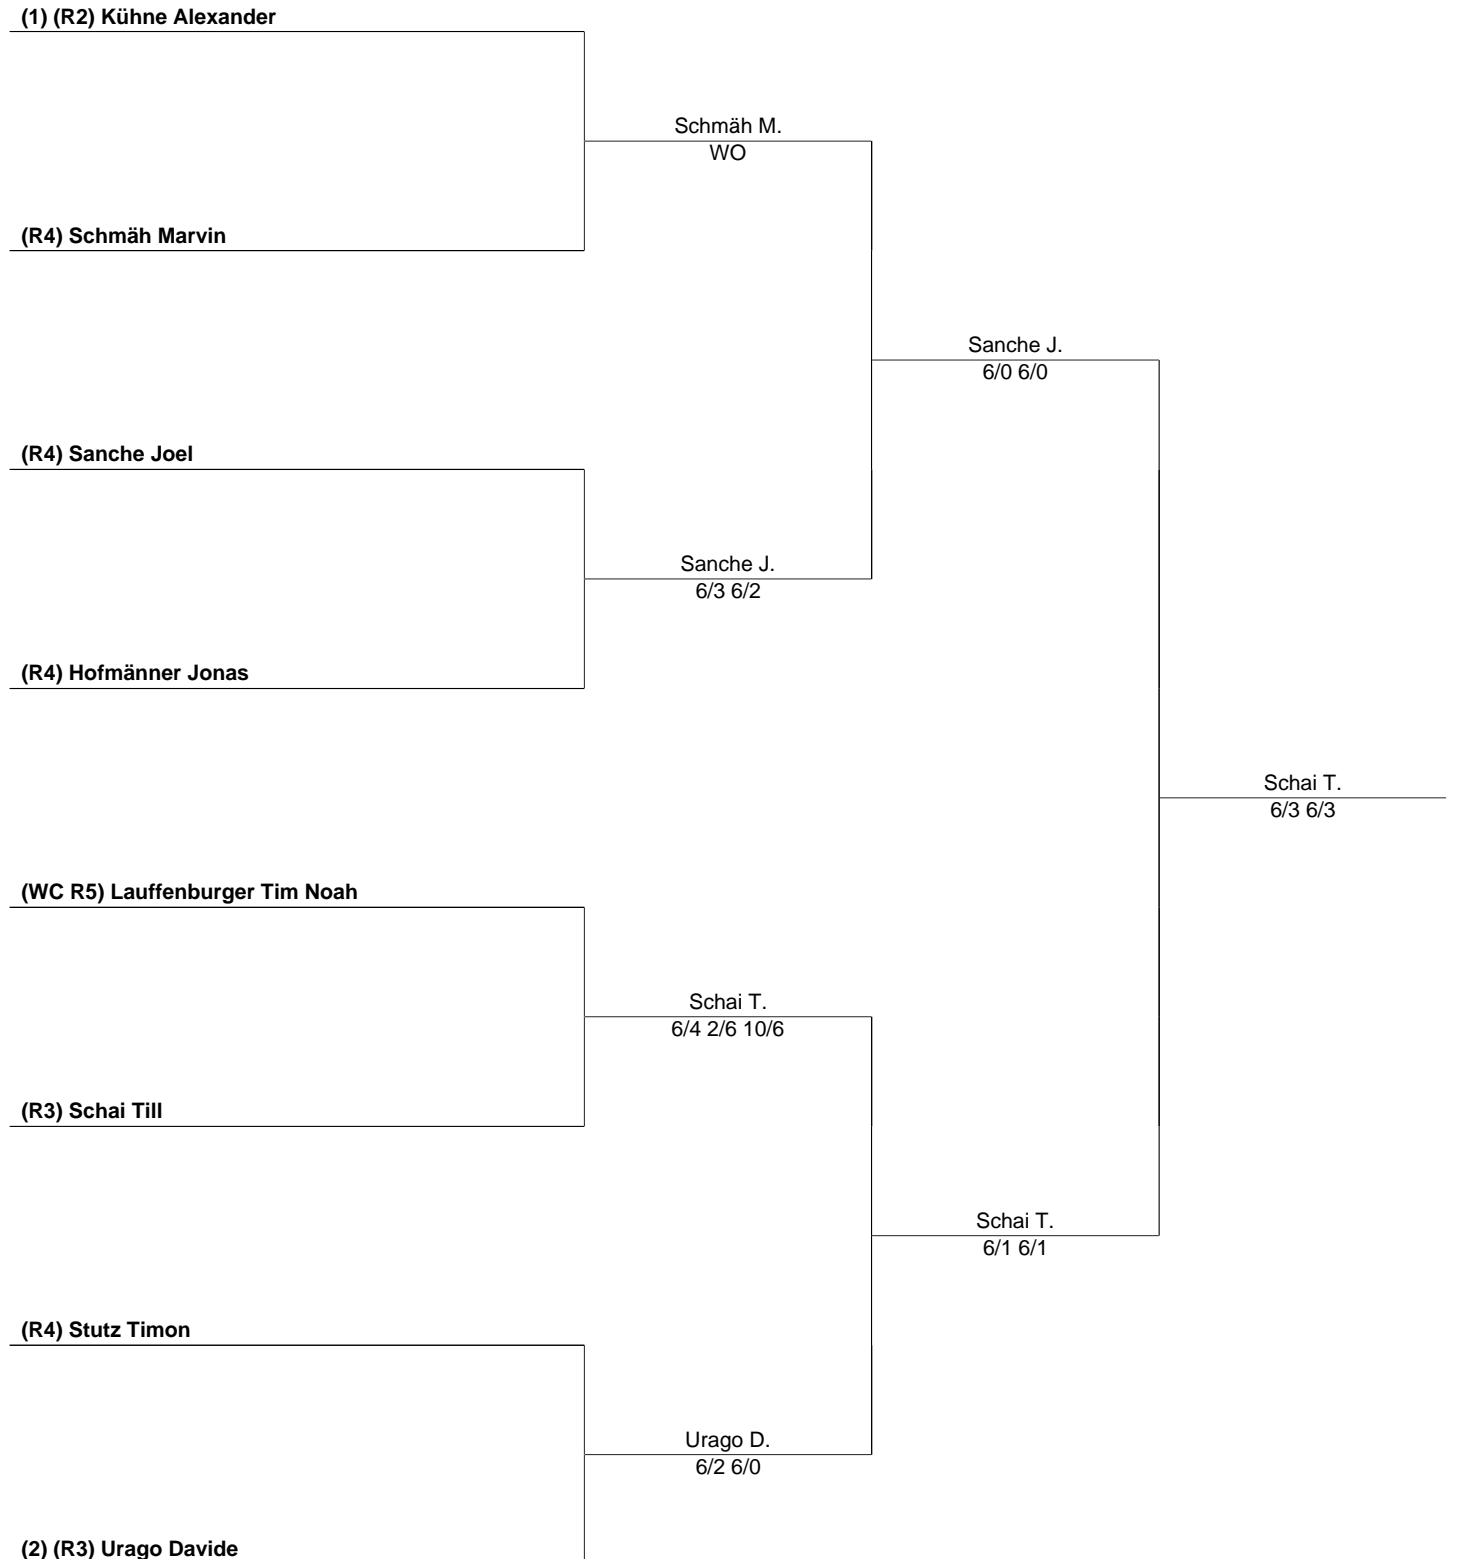 (1) (R2) Kühne Alexander
Schmäh M.
WO
(R4) Schmäh Marvin
Sanche J.
6/0 6/0
(R4) Sanche Joel
Sanche J.
6/3 6/2
(R4) Hofmänner Jonas
Schai T.
6/3 6/3
(WC R5) Lauffenburger Tim Noah
Schai T.
6/4 2/6 10/6
(R3) Schai Till
Schai T.
6/1 6/1
(R4) Stutz Timon
Urago D.
6/2 6/0
(2) (R3) Urago Davide